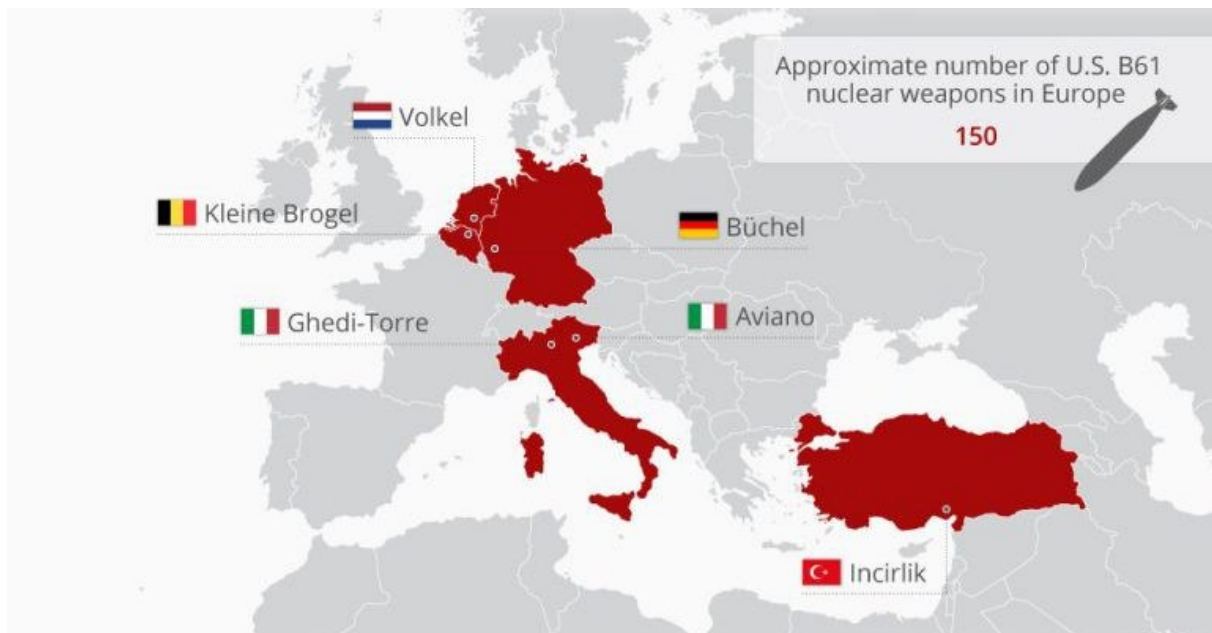 Approximate number of U.S. B61
nuclear weapons in Europe
150
Volkel
Kleine Brogel
Büchel
Ghedi-Torre
Aviano
Incirlik